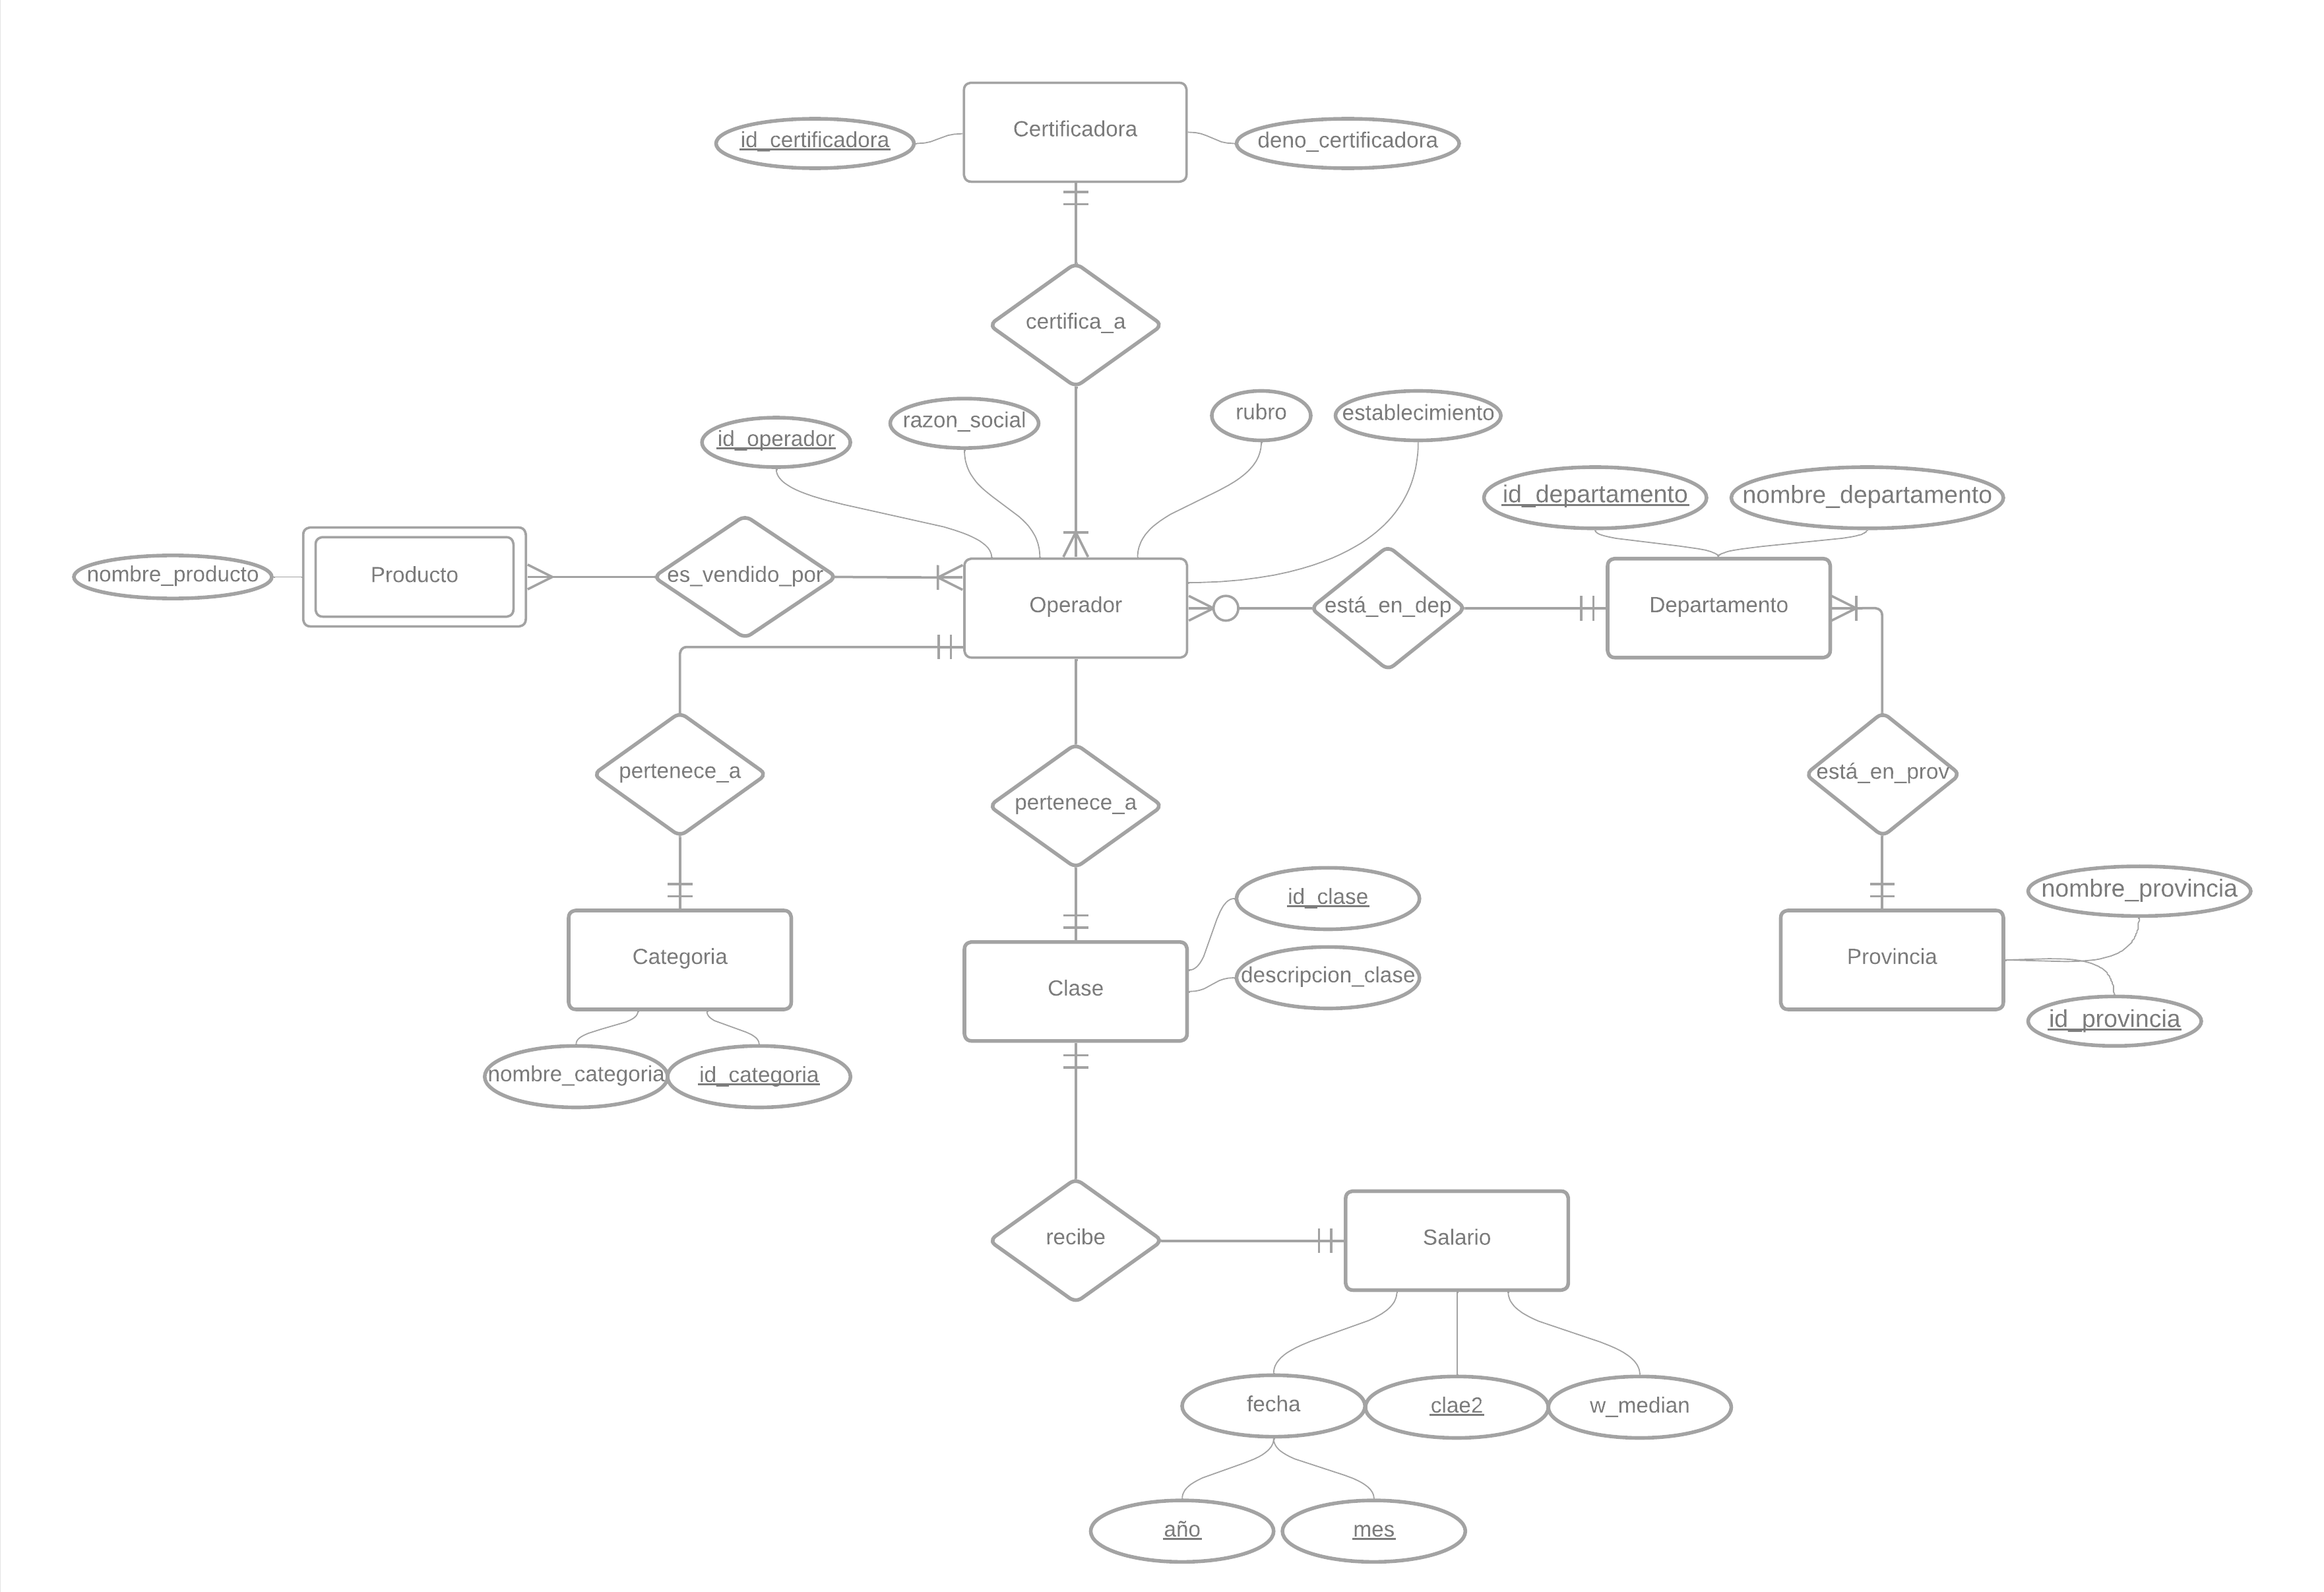 Certificadora
id_certificadora
deno_certificadora
certifica_a
id_operador
razon_social
rubro
establecimiento
id_departamento
nombre_departamento
nombre_producto
Producto
es_vendido_por
Operador
está_en_dep
Departamento
pertenece_a
pertenece_a
está_en_prov
Categoria
Clase
id_clase
descripcion_clase
nombre_provincia
Provincia
id_provincia
nombre_categoria
id_categoria
recibe
Salario
fecha
clae2
w_median
año
mes